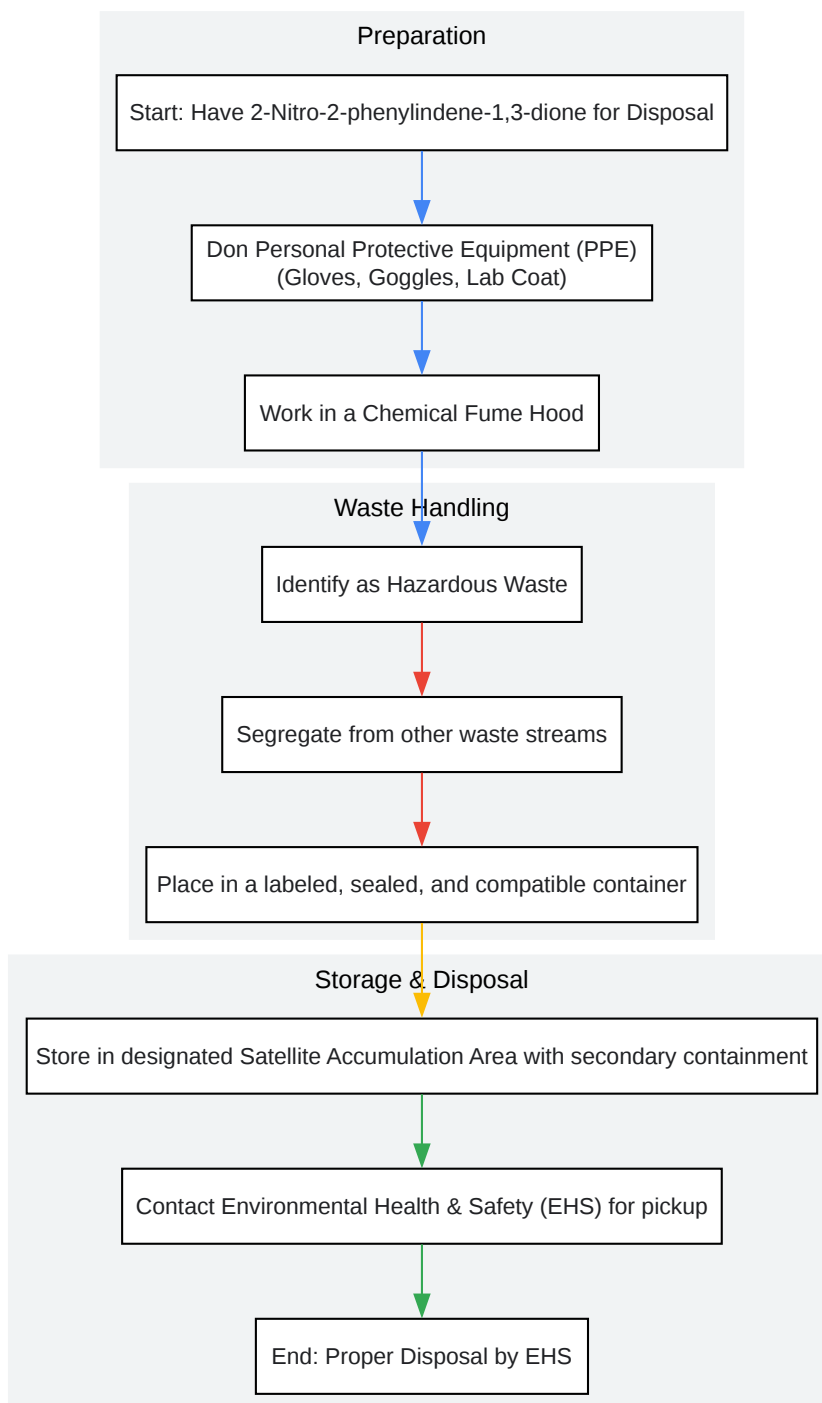 Preparation
Start: Have 2-Nitro-2-phenylindene-1,3-dione for Disposal
Don Personal Protective Equipment (PPE)
(Gloves, Goggles, Lab Coat)
Work in a Chemical Fume Hood
Waste Handling
Identify as Hazardous Waste
Segregate from other waste streams
Place in a labeled, sealed, and compatible container
Storage & Disposal
Store in designated Satellite Accumulation Area with secondary containment
Contact Environmental Health & Safety (EHS) for pickup
End: Proper Disposal by EHS